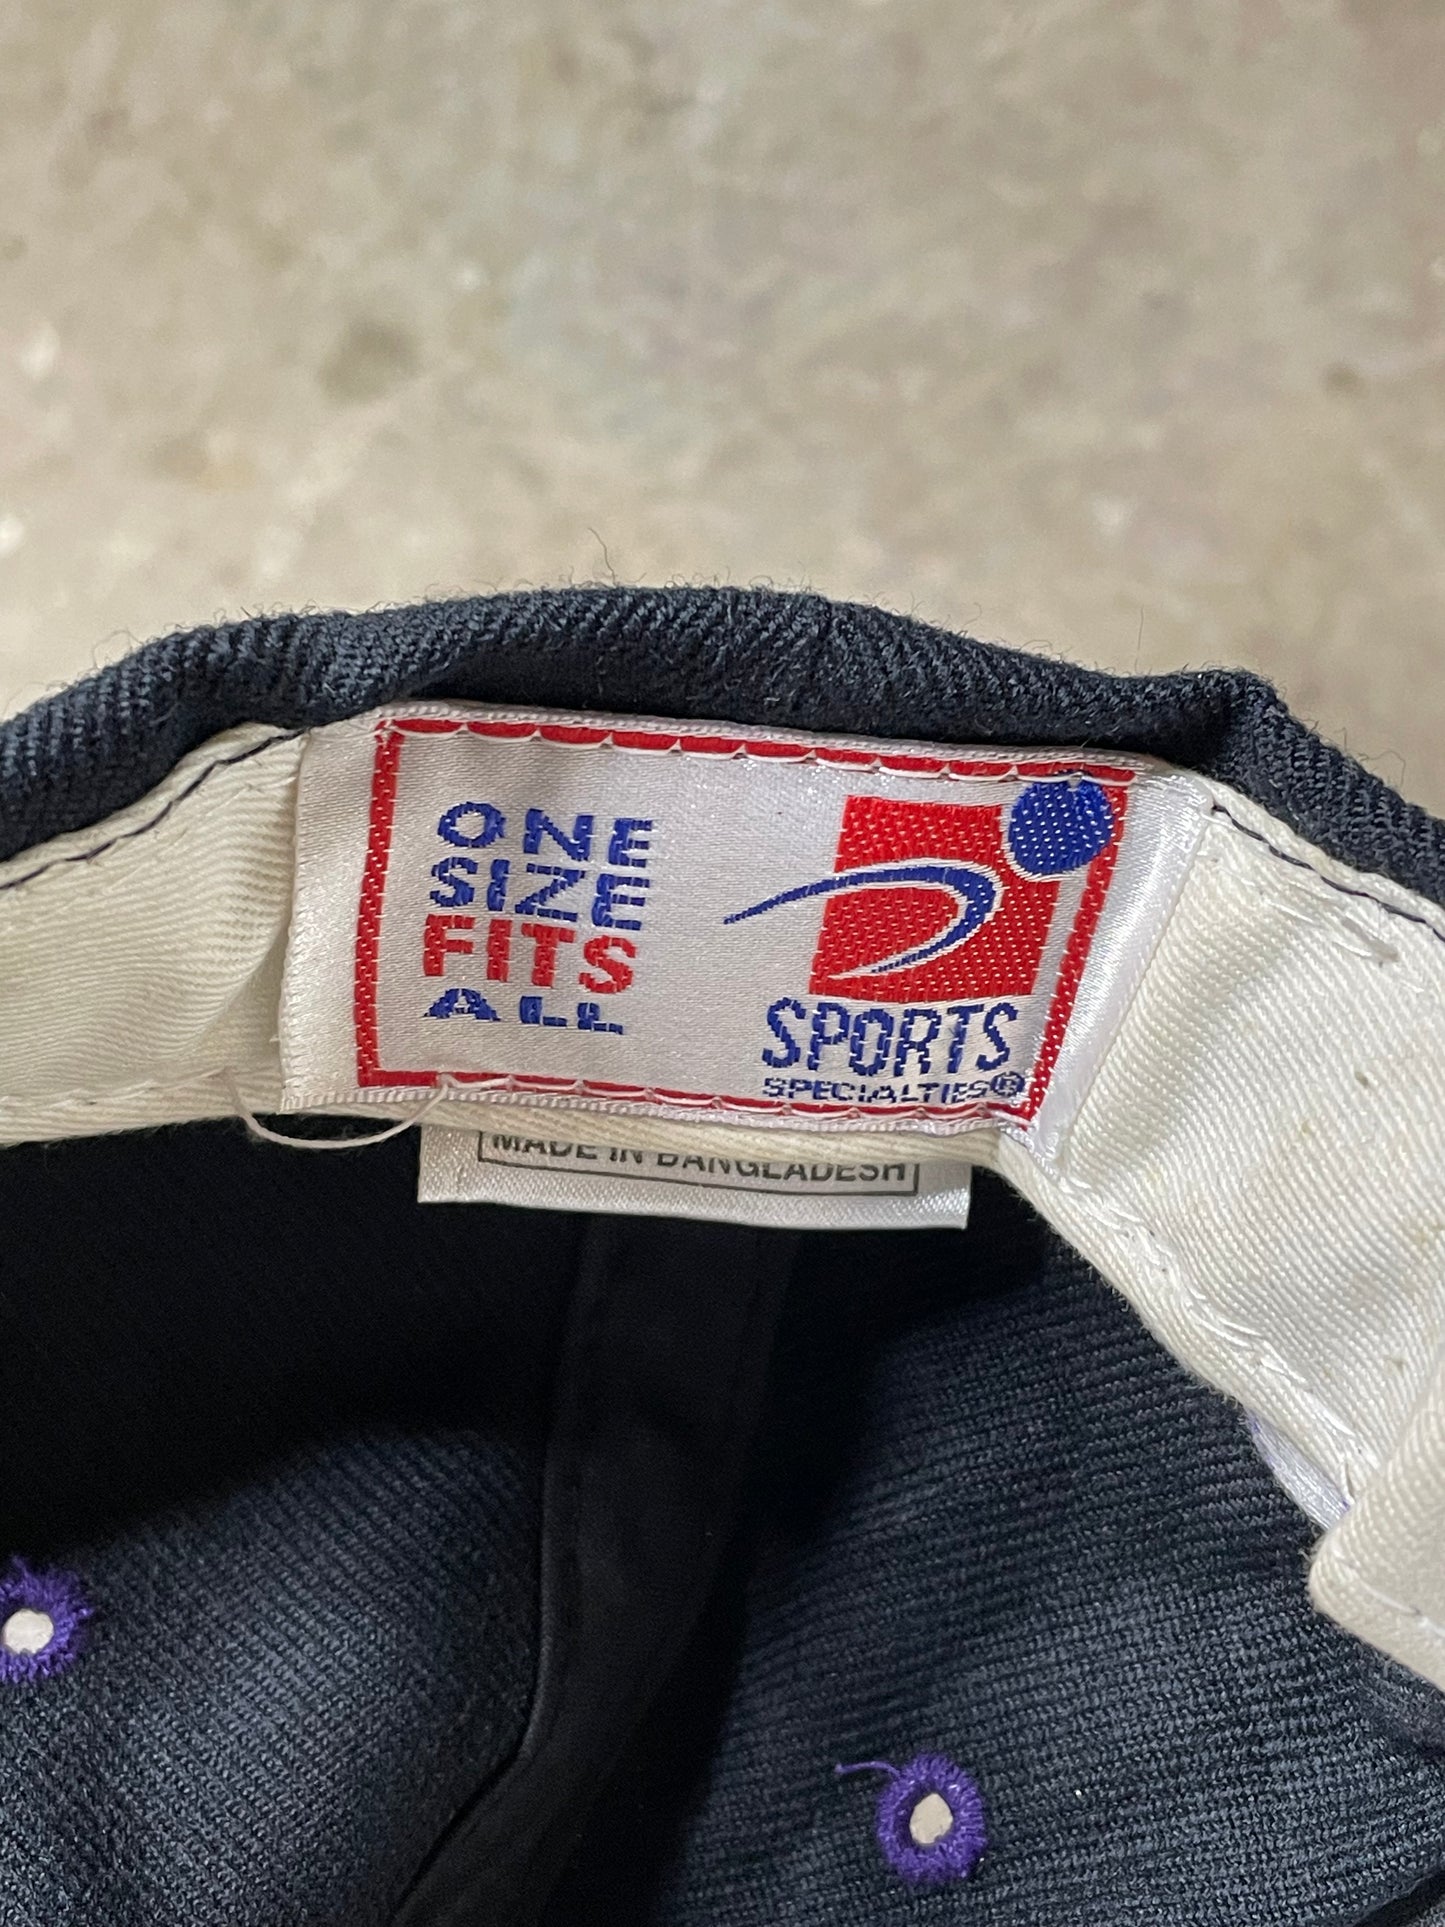 ONE
SIZE
FITS
ALL
SPORTS
SPECIALTIES®
MADE IN BANGLADESH